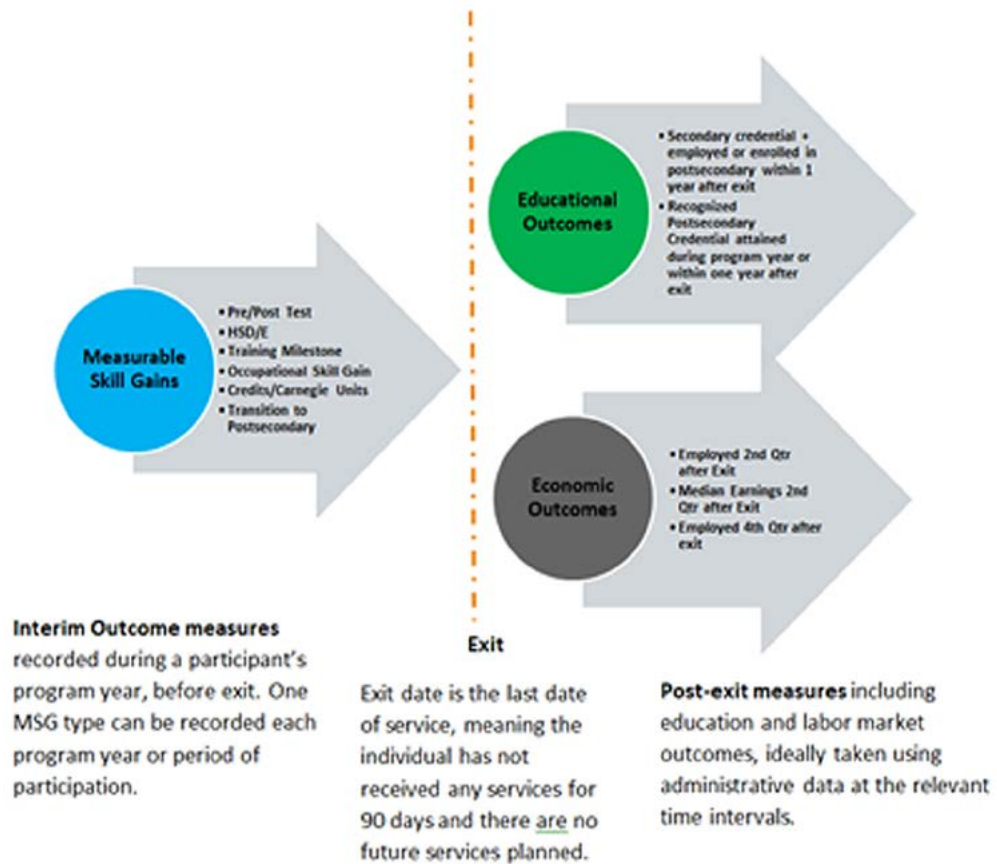 Measurable
Skill Gains
▪ Pre/Post Test
▪ HSD/E
▪ Training Milestone
▪ Occupational Skill Gain
▪ Credits/Carnegie Units
▪ Transition to
Postsecondary
Educational
Outcomes
▪ Secondary credential +
employed or enrolled in
postsecondary within 1
year after exit
▪ Recognized
Postsecondary
Credential attained
during program year or
within one year after
exit
Economic
Outcomes
▪ Employed 2nd Qtr
after Exit
▪ Median Earnings 2nd
Qtr after Exit
▪ Employed 4th Qtr after
exit
Interim Outcome measures
recorded during a participant's
program year, before exit. One
MSG type can be recorded each
program year or period of
participation.
Exit
Exit date is the last date
of service, meaning the
individual has not
received any services for
90 days and there are no
future services planned.
Post-exit measures including
education and labor market
outcomes, ideally taken using
administrative data at the relevant
time intervals.